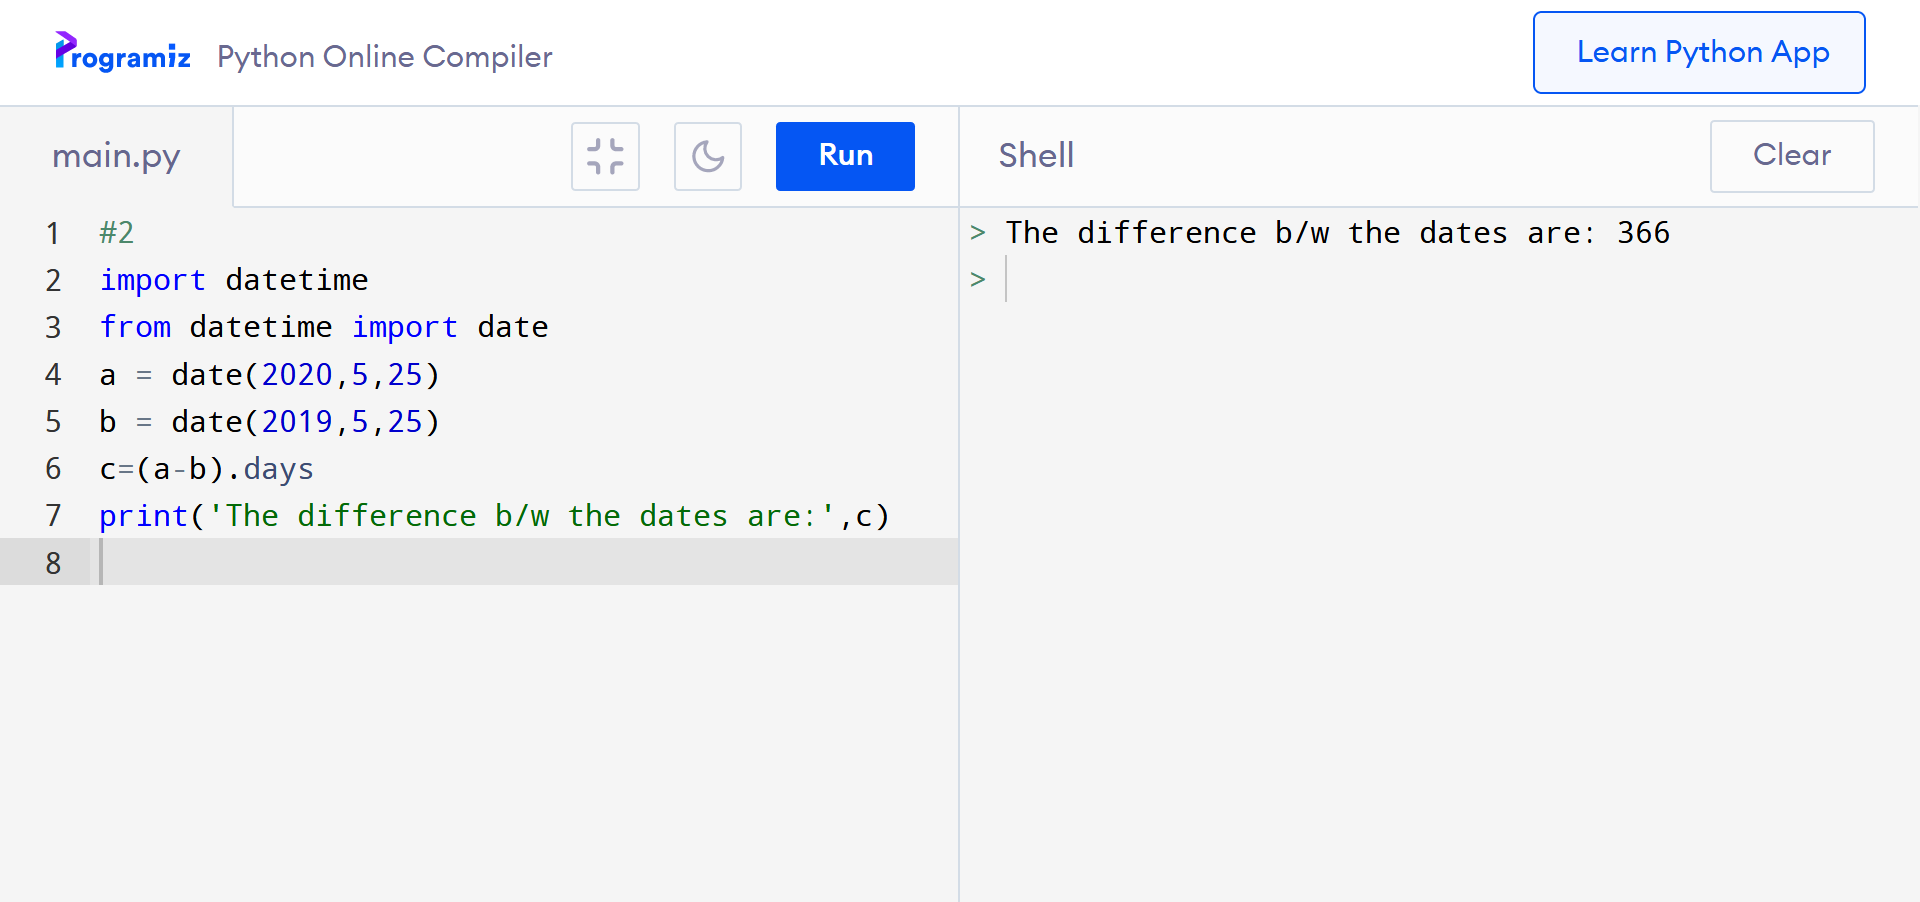 Programiz Python Online Compiler
Learn Python App
main.py
Run
Shell
Clear
1 #2
2 import datetime
3 from datetime import date
4 a = date(2020,5,25)
5 b = date(2019,5,25)
6 c=(a-b).days
7 print('The difference b/w the dates are:',c)
8
> The difference b/w the dates are: 366
>